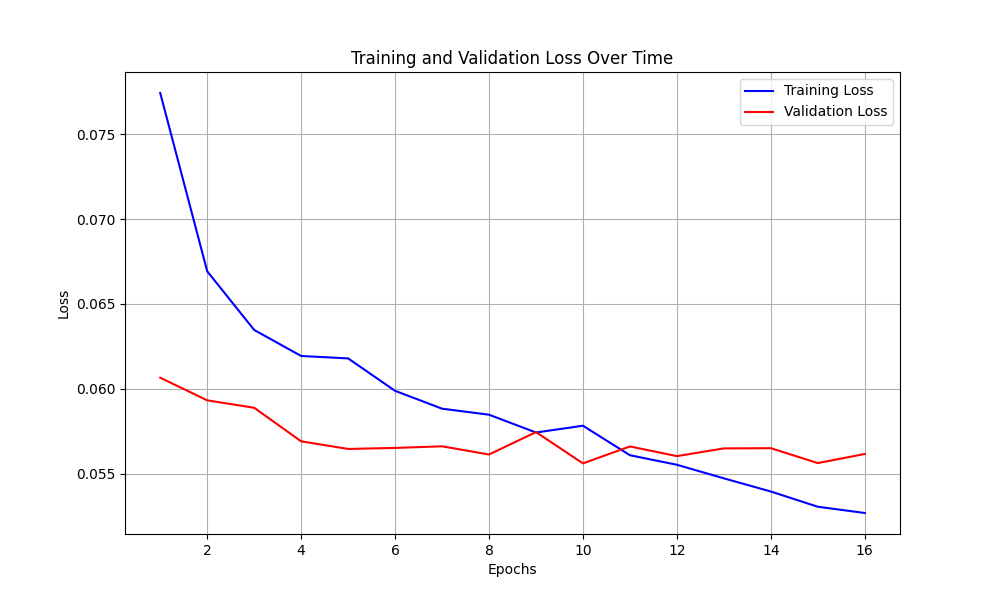 Training and Validation Loss Over Time
Training Loss
Validation Loss
0.075
0.070
0.065
0.060
0.055
Loss
2 4 6 8 10 12 14 16
Epochs